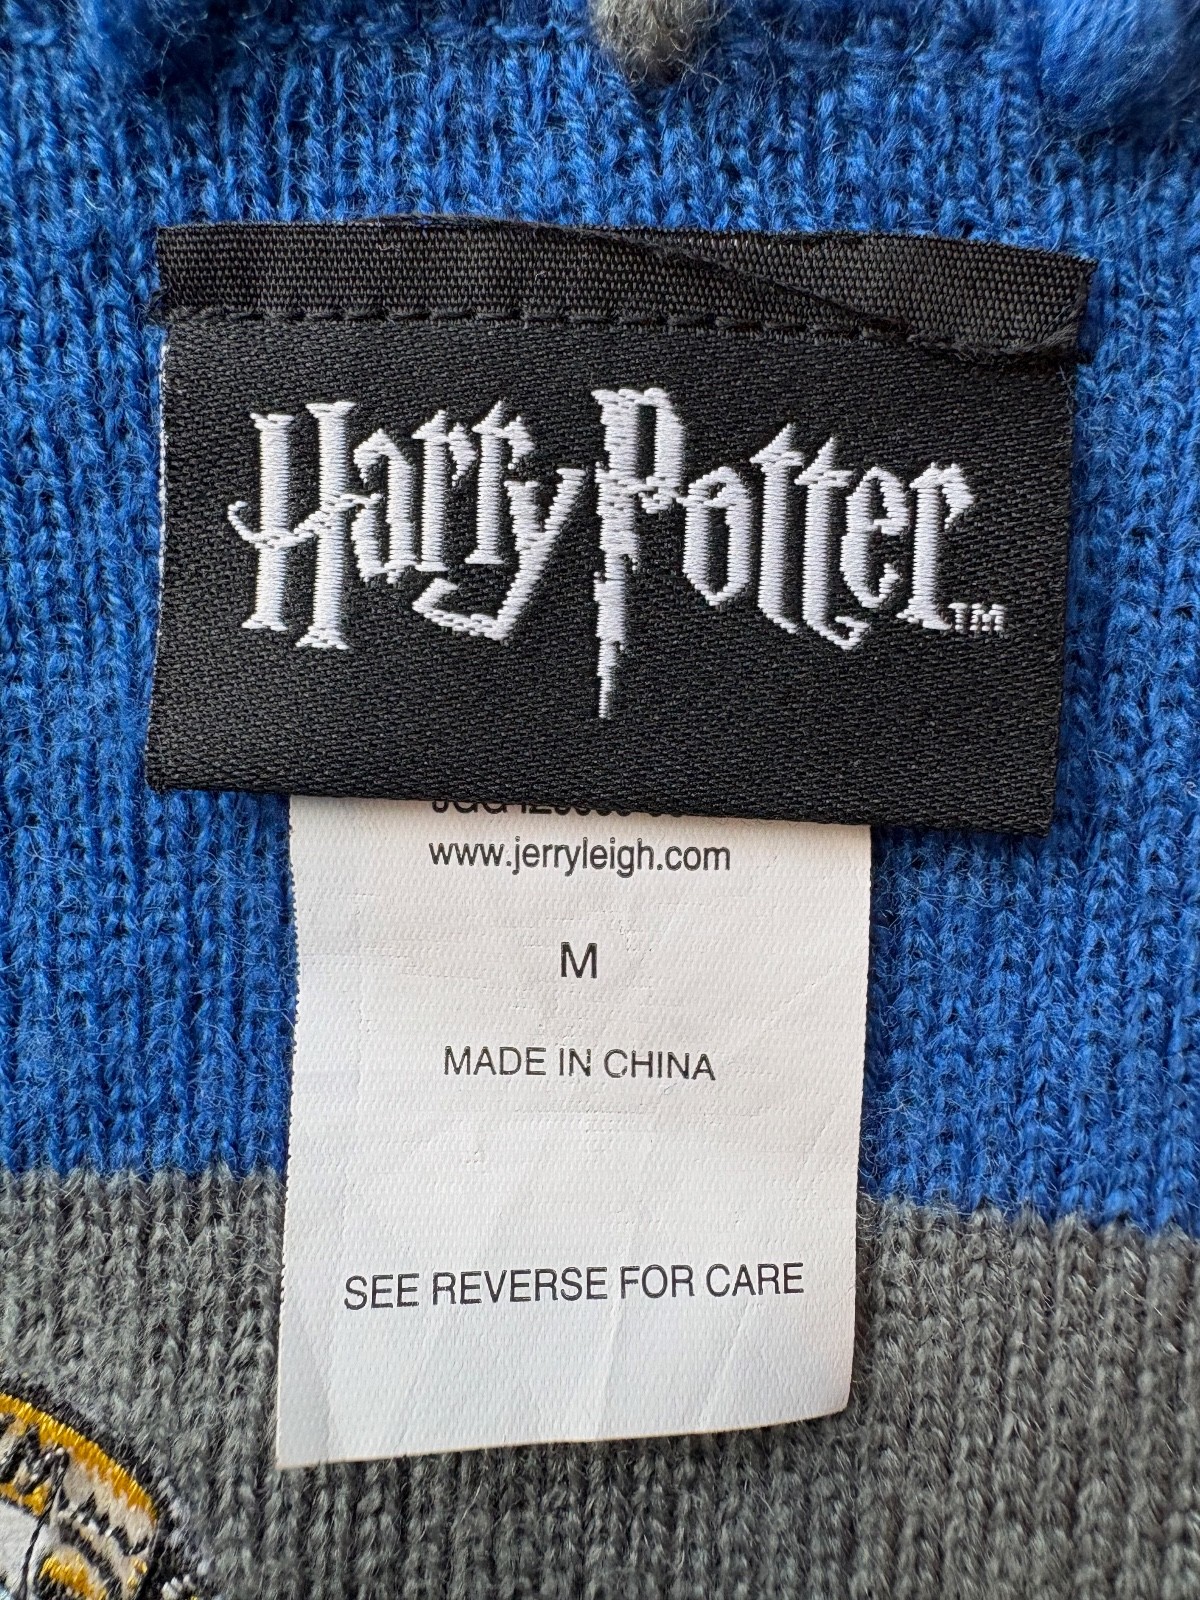 Harry Potter™
www.jerryleigh.com
M
MADE IN CHINA
SEE REVERSE FOR CARE